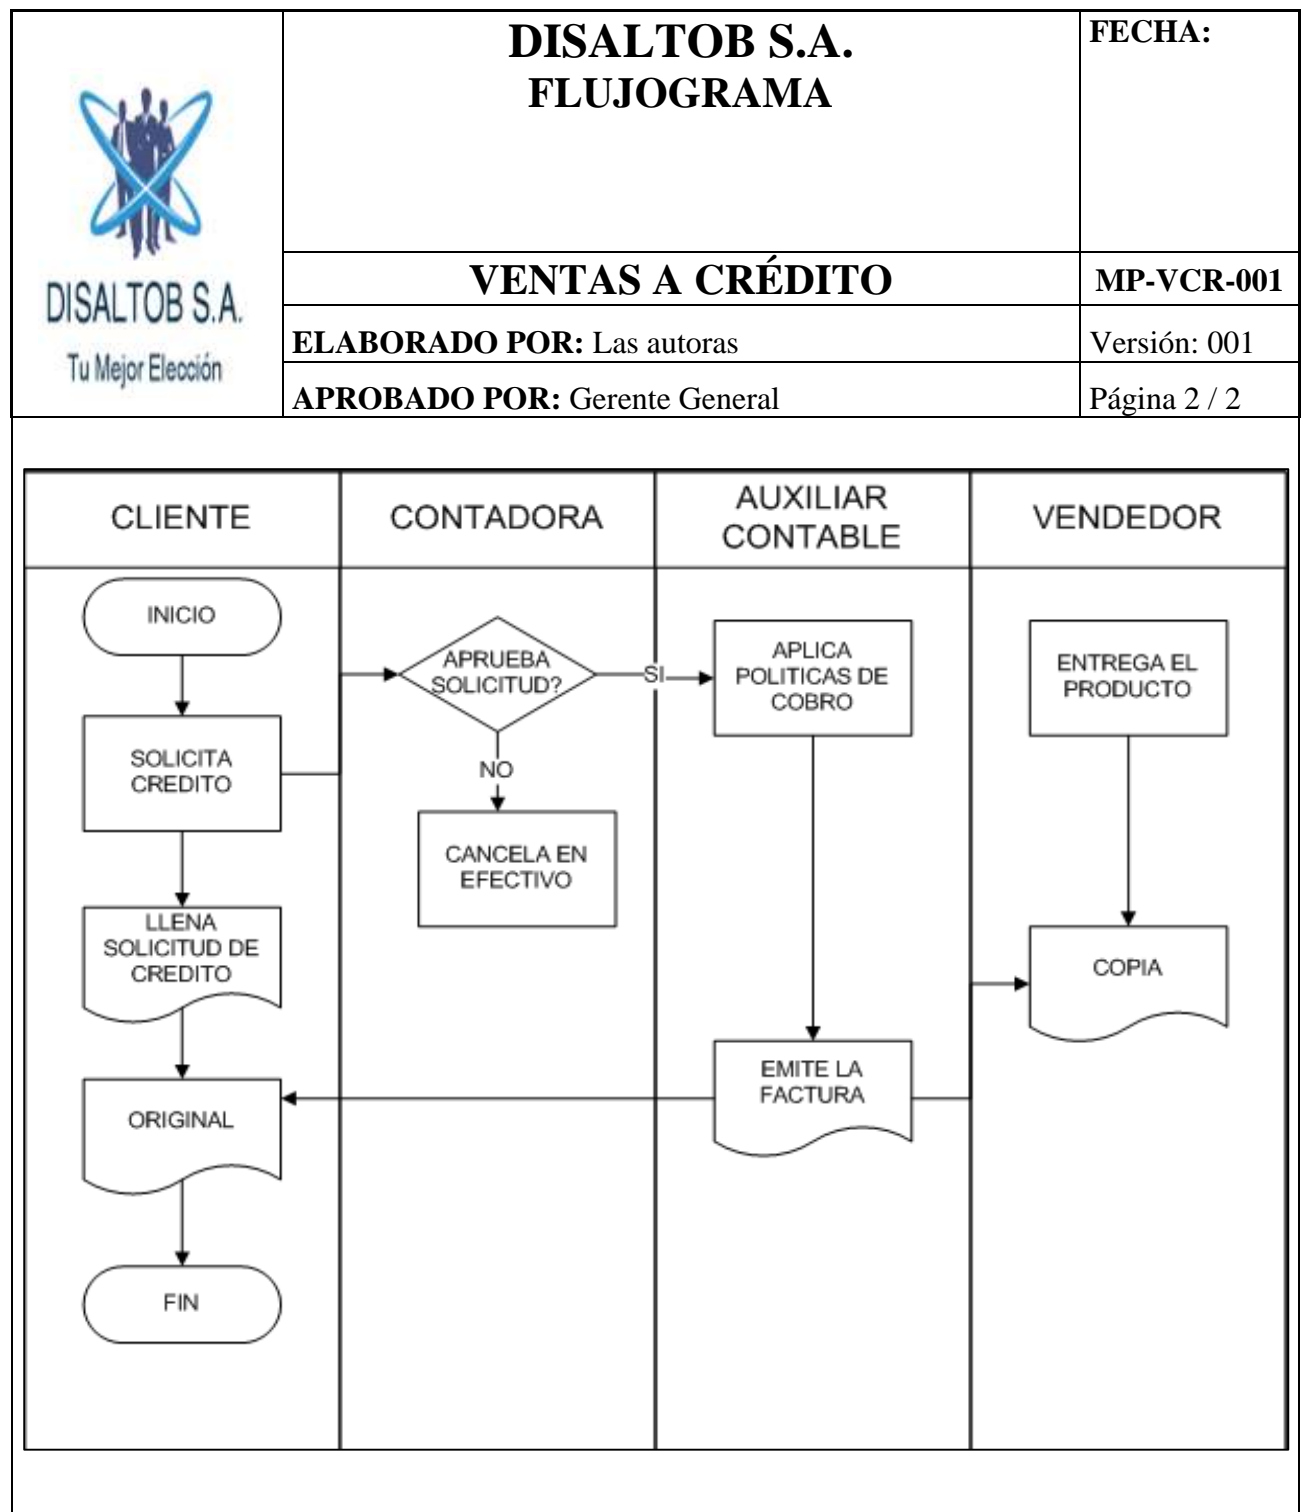 DISALTOB S.A.
FLUJOGRAMA
FECHA:
DISALTOB S.A.
Tu Mejor Elección
VENTAS A CRÉDITO
MP-VCR-001
ELABORADO POR: Las autoras
Versión: 001
APROBADO POR: Gerente General
Página 2 / 2
CLIENTE
CONTADORA
AUXILIAR
CONTABLE
VENDEDOR
INICIO
SOLICITA
CREDITO
LLENA
SOLICITUD DE
CREDITO
ORIGINAL
FIN
APRUEBA
SOLICITUD?
SI
NO
CANCELA EN
EFECTIVO
APLICA
POLITICAS DE
COBRO
EMITE LA
FACTURA
ENTREGA EL
PRODUCTO
COPIA